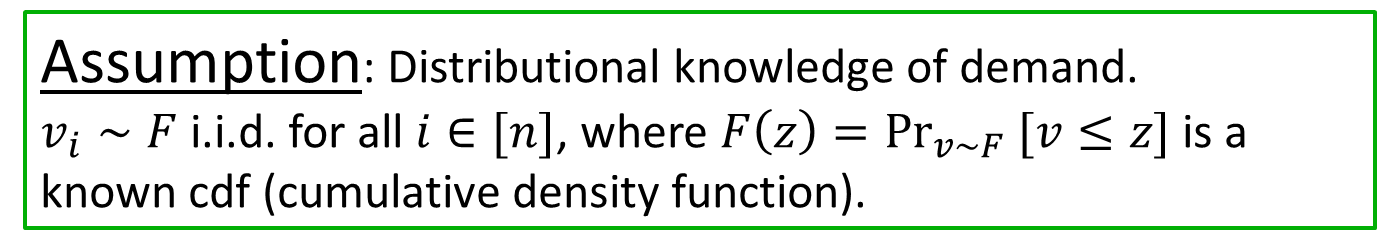 Assumption: Distributional knowledge of demand.
𝑣ᵢ ~ 𝐹 i.i.d. for all 𝑖 ∈ [𝑛], where 𝐹(𝑧) = Pr_{𝑣~𝐹} [𝑣 ≤ 𝑧] is a
known cdf (cumulative density function).